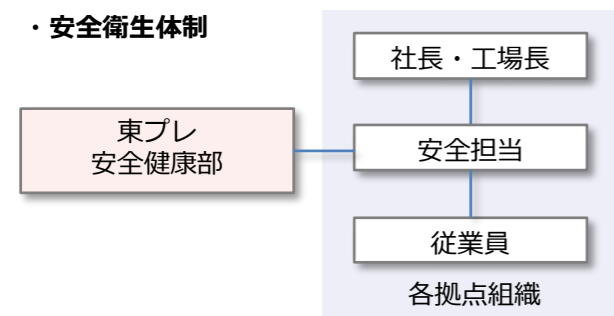 ・安全衛生体制
社長・工場長
東プレ
安全健康部
安全担当
従業員
各拠点組織